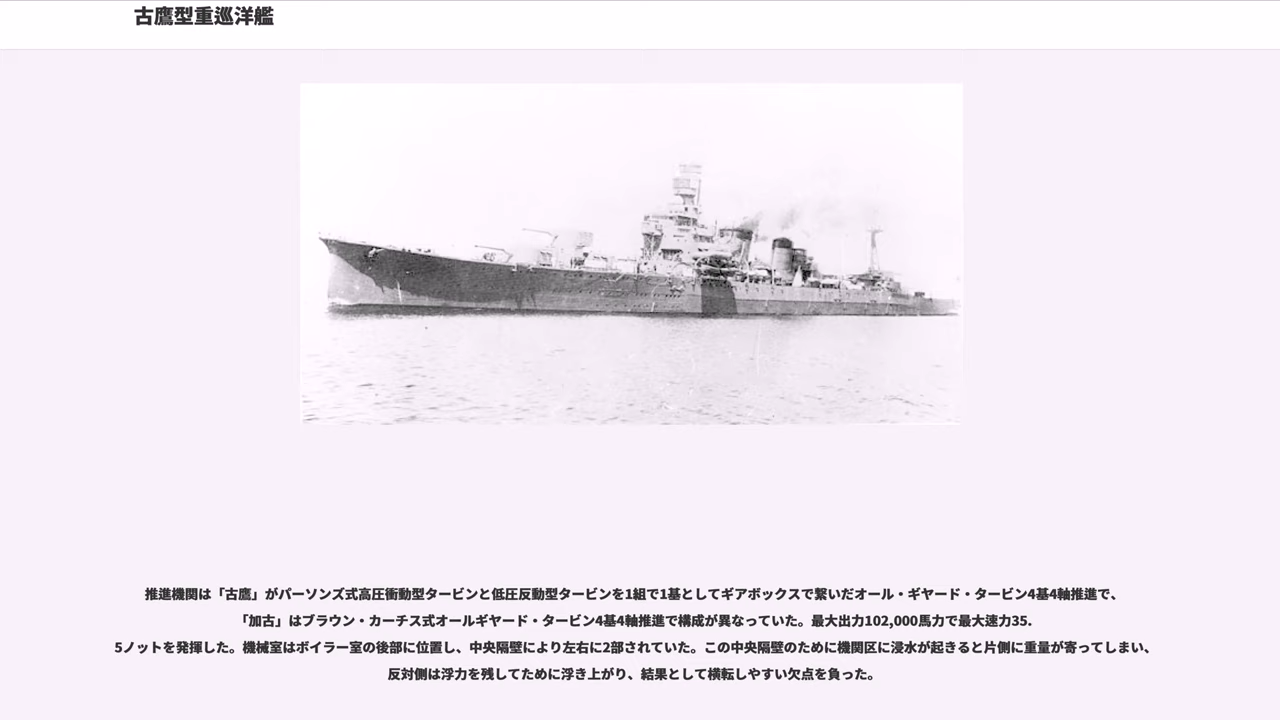 古鷹型重巡洋艦
推進機関は「古鷹」がパーソンズ式高圧衝動型タービンと低圧反動型タービンを1組で1基としてギアボックスで繋いだオール・ギヤード・タービン4基4軸推進で、
「加古」はブラウン・カーチス式オールギヤード・タービン4基4軸推進で構成が異なっていた。最大出力102,000馬力で最大速力35.
5ノットを発揮した。機械室はボイラー室の後部に位置し、中央隔壁により左右に2部されていた。この中央隔壁のために機関区に浸水が起きると片側に重量が寄ってしまい、
反対側は浮力を残してために浮き上がり、結果として横転しやすい欠点を負った。